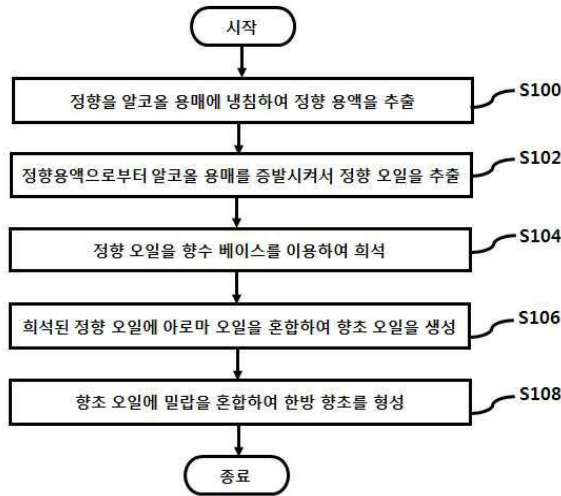 시작
정향을 알코올 용매에 냉침하여 정향 용액을 추출
S100
정향용액으로부터 알코올 용매를 증발시켜서 정향 오일을 추출
S102
정향 오일을 향수 베이스를 이용하여 희석
S104
희석된 정향 오일에 아로마 오일을 혼합하여 향초 오일을 생성
S106
향초 오일에 밀랍을 혼합하여 한방 향초를 형성
S108
종료